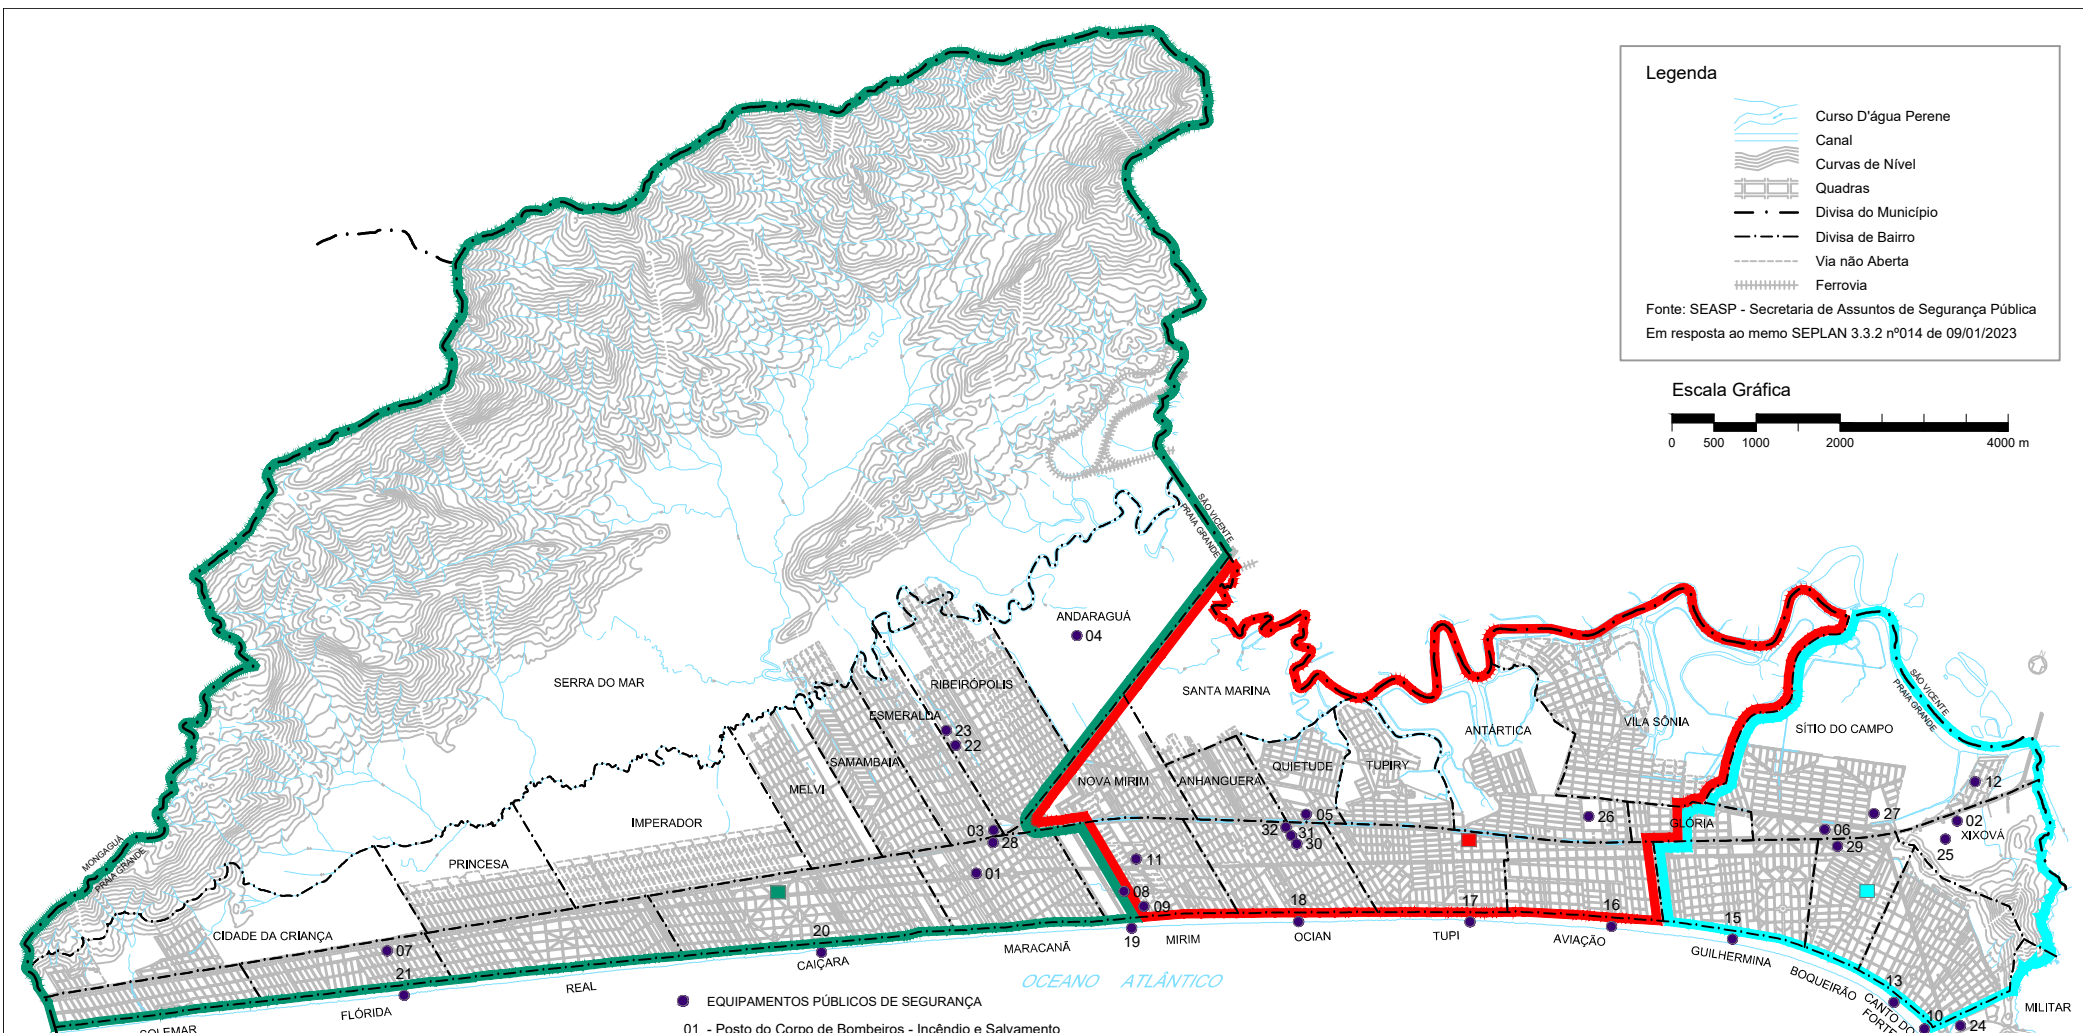 Legenda
Curso D'água Perene
Canal
Curvas de Nível
Quadras
Divisa do Município
Divisa de Bairro
Via não Aberta
Ferrovia
Fonte: SEASP - Secretaria de Assuntos de Segurança Pública
Em resposta ao memo SEPLAN 3.3.2 nº014 de 09/01/2023
Escala Gráfica
0 500 1000 2000 4000 m
SÃO VICENTE
PRAIA GRANDE
ANDARAGUÁ
04
SERRA DO MAR
RIBEIRÓPOLIS
SANTA MARINA
ESMERALDA
23
22
SAMAMBAIA
MELVI
NOVA MIRIM
ANHANGUERA
QUIETUDE
TUPIRY
ANTÁRTICA
VILA SÔNIA
SÍTIO DO CAMPO
SÃO VICENTE
PRAIA GRANDE
12
27
02
XIXOVÁ
25
06
29
GLÓRIA
26
05
32
31
30
03
28
01
11
08
09
IMPERADOR
PRINCESA
MONGAGUÁ
PRAIA GRANDE
CIDADE DA CRIANÇA
07
21
20
19
18
17
16
15
13
10
24
SOLEMAR
FLÓRIDA
REAL
CAIÇARA
MARACANÃ
MIRIM
OCIAN
TUPI
AVIAÇÃO
GUILHERMINA
BOQUEIRÃO
CANTO DO
FORTE
MILITAR
OCEANO ATLÂNTICO
EQUIPAMENTOS PÚBLICOS DE SEGURANÇA
01 - Posto do Corpo de Bombeiros - Incêndio e Salvamento